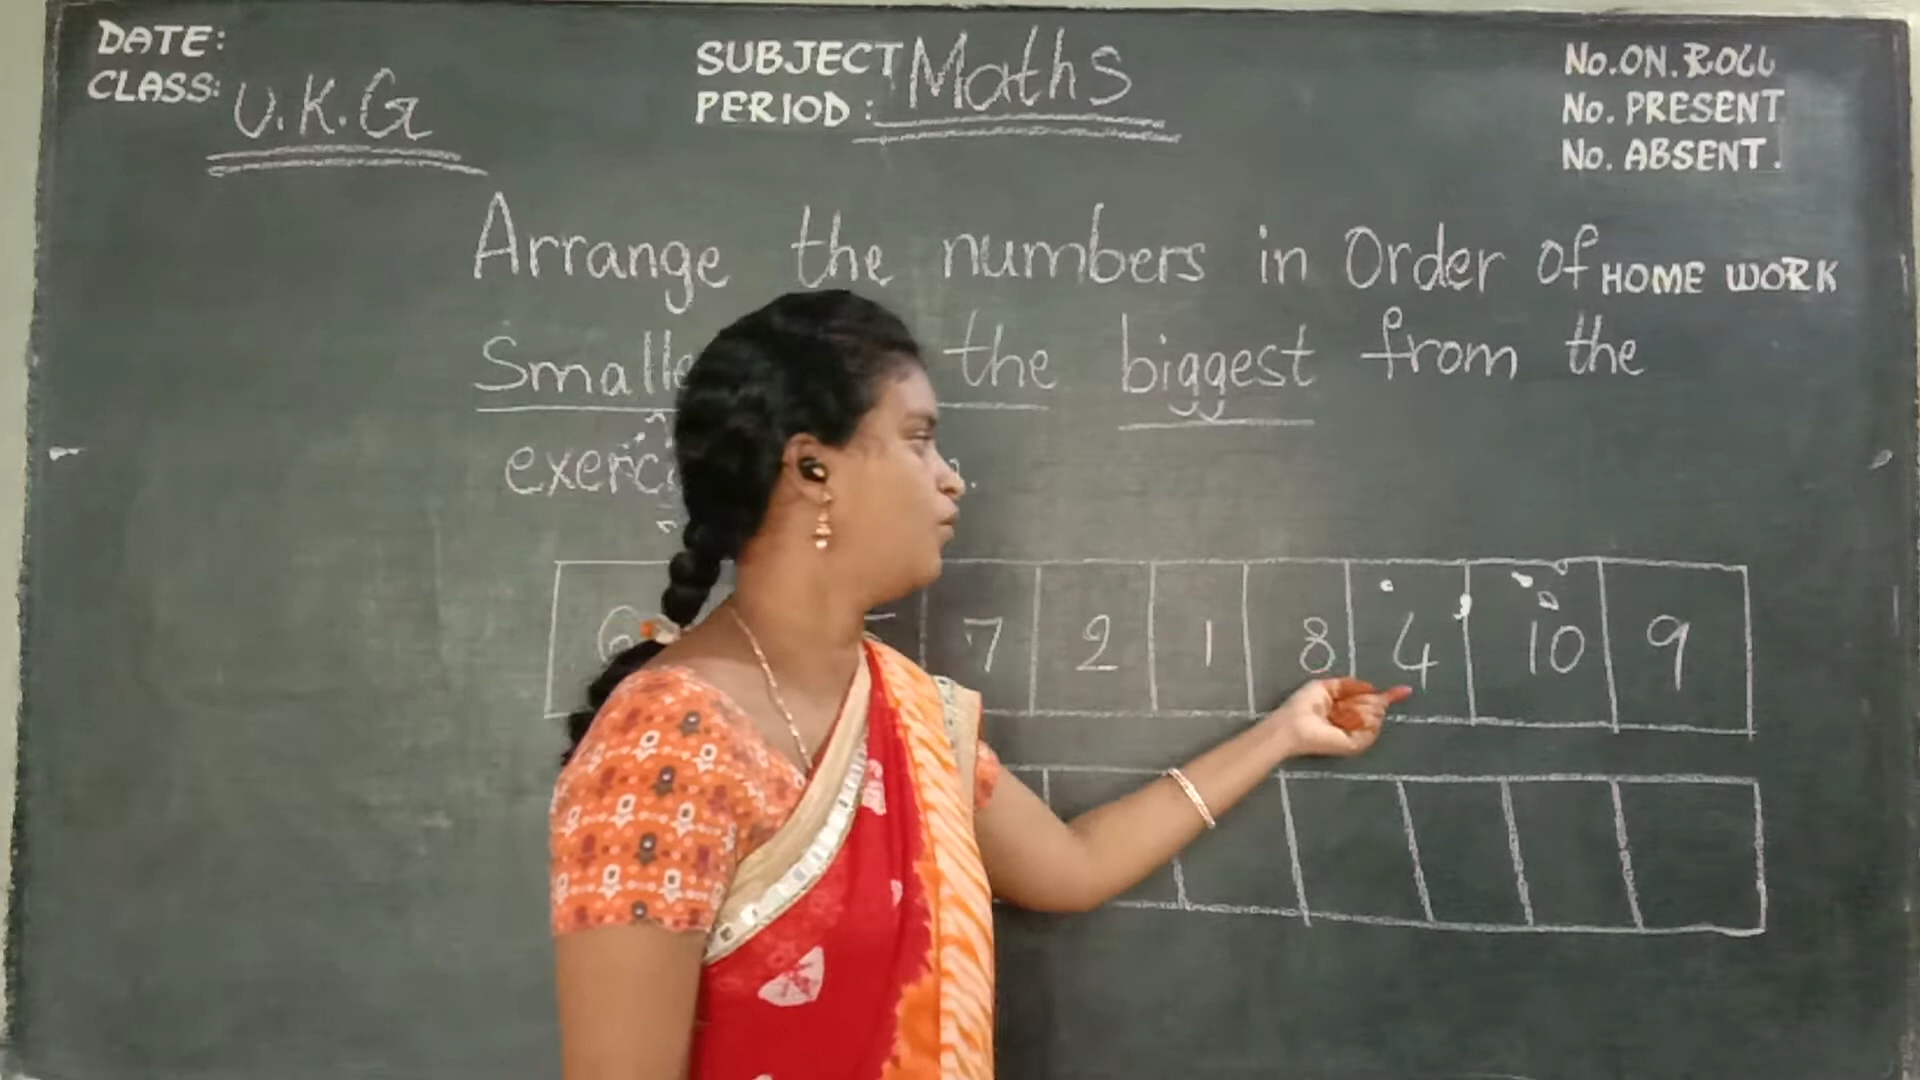 DATE:
CLASS: U.K.G
SUBJECT Maths
PERIOD:
No. ON. ROLL
No. PRESENT
No. ABSENT.
Arrange the numbers in Order of
HOME WORK
the biggest from the
6 7 2 1 8 4 10 9